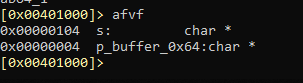 [0x00401000]> afvf
0x00000104  s:        char *
0x00000004  p_buffer_0x64:char *
[0x00401000]>